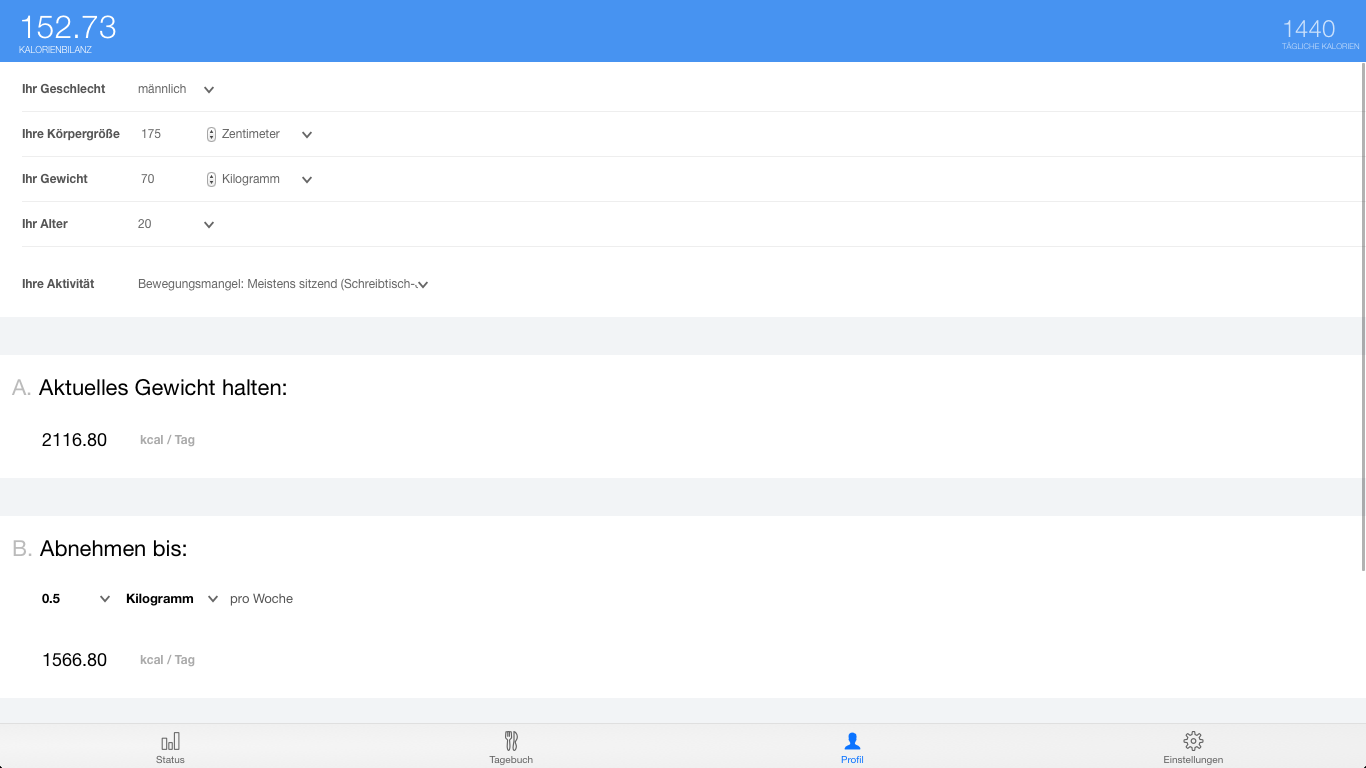 152.73
KALORIENBILANZ
1440
TÄGLICHE KALORIEN
Ihr Geschlecht männlich
Ihre Körpergröße 175 Zentimeter
Ihr Gewicht 70 Kilogramm
Ihr Alter 20
Ihre Aktivität Bewegungsmangel: Meistens sitzend (Schreibtisch-
A. Aktuelles Gewicht halten:
2116.80 kcal / Tag
B. Abnehmen bis:
0.5 Kilogramm pro Woche
1566.80 kcal / Tag
Status Tagebuch Profil Einstellungen